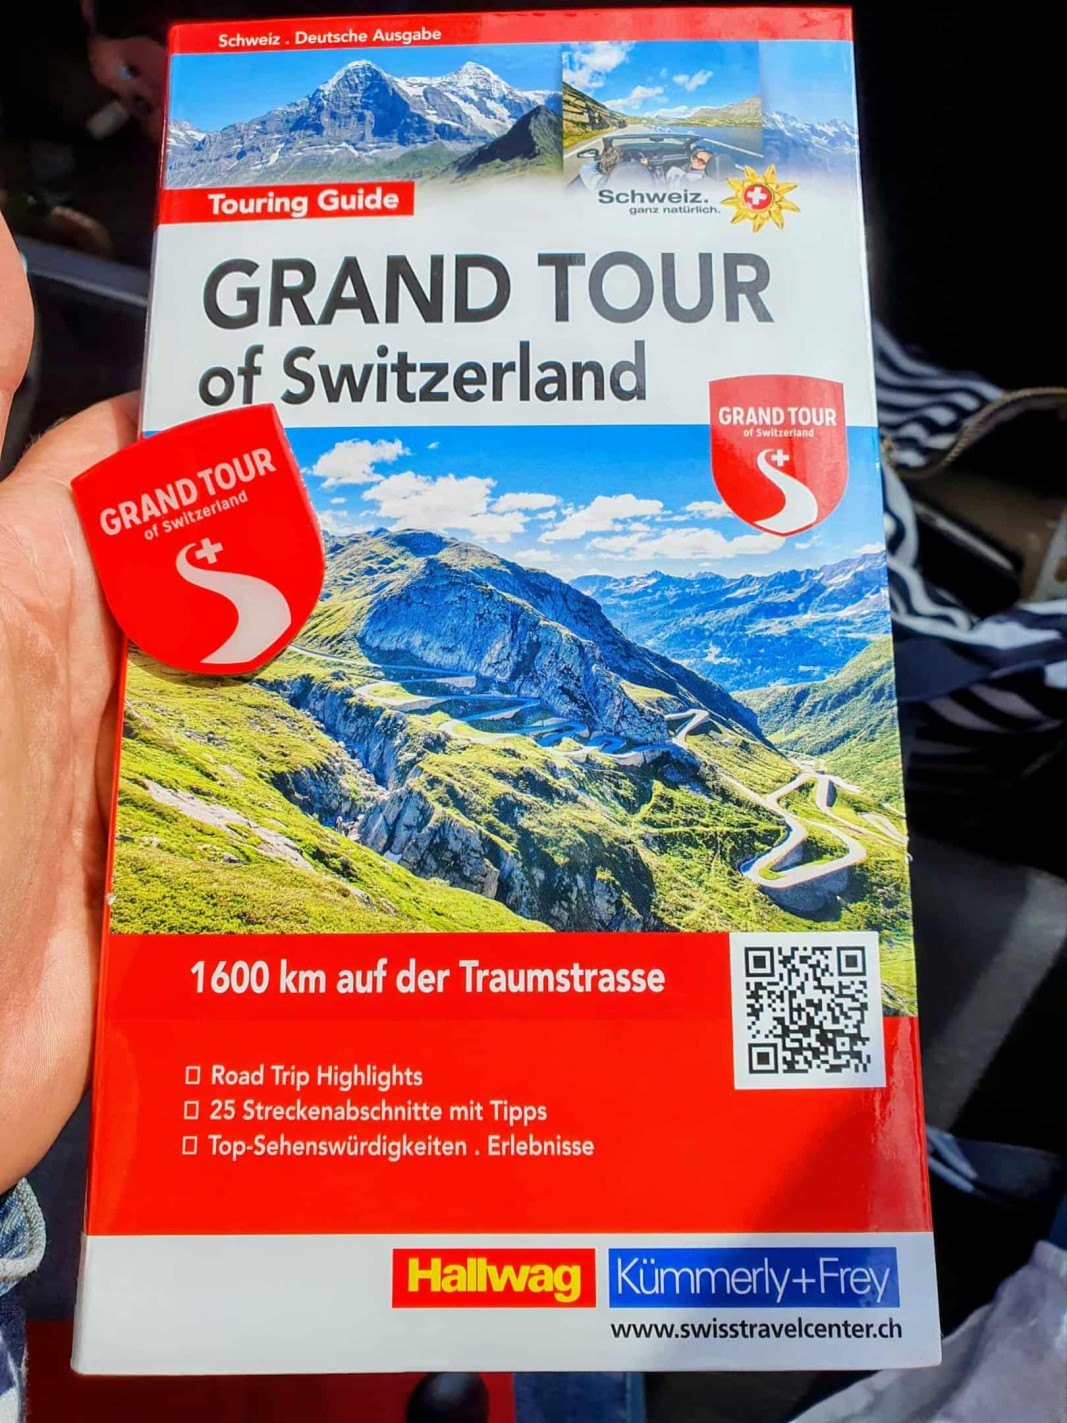 Schweiz . Deutsche Ausgabe
Touring Guide
Schweiz.
ganz natürlich.
GRAND TOUR
of Switzerland
GRAND TOUR
of Switzerland
GRAND TOUR
of Switzerland
1600 km auf der Traumstrasse
Road Trip Highlights
25 Streckenabschnitte mit Tipps
Top-Sehenswürdigkeiten . Erlebnisse
Hallwag
Kümmerly+Frey
www.swisstravelcenter.ch